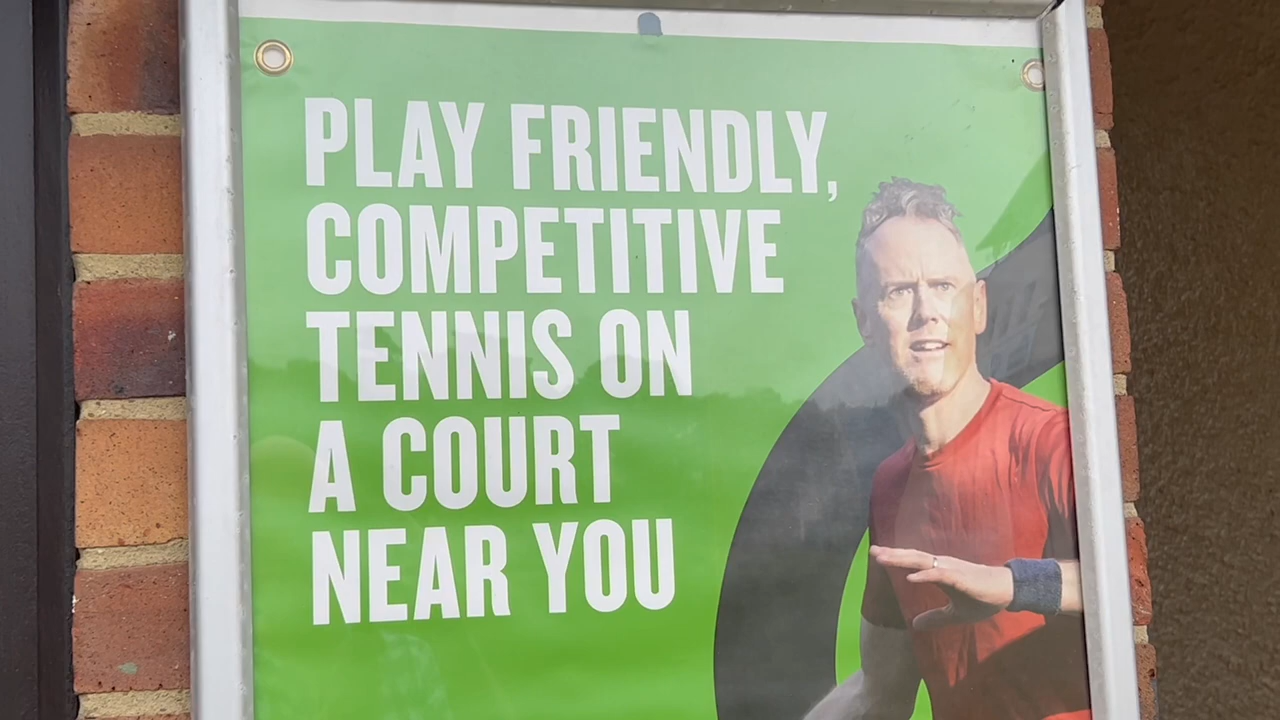 PLAY FRIENDLY,
COMPETITIVE
TENNIS ON
A COURT
NEAR YOU